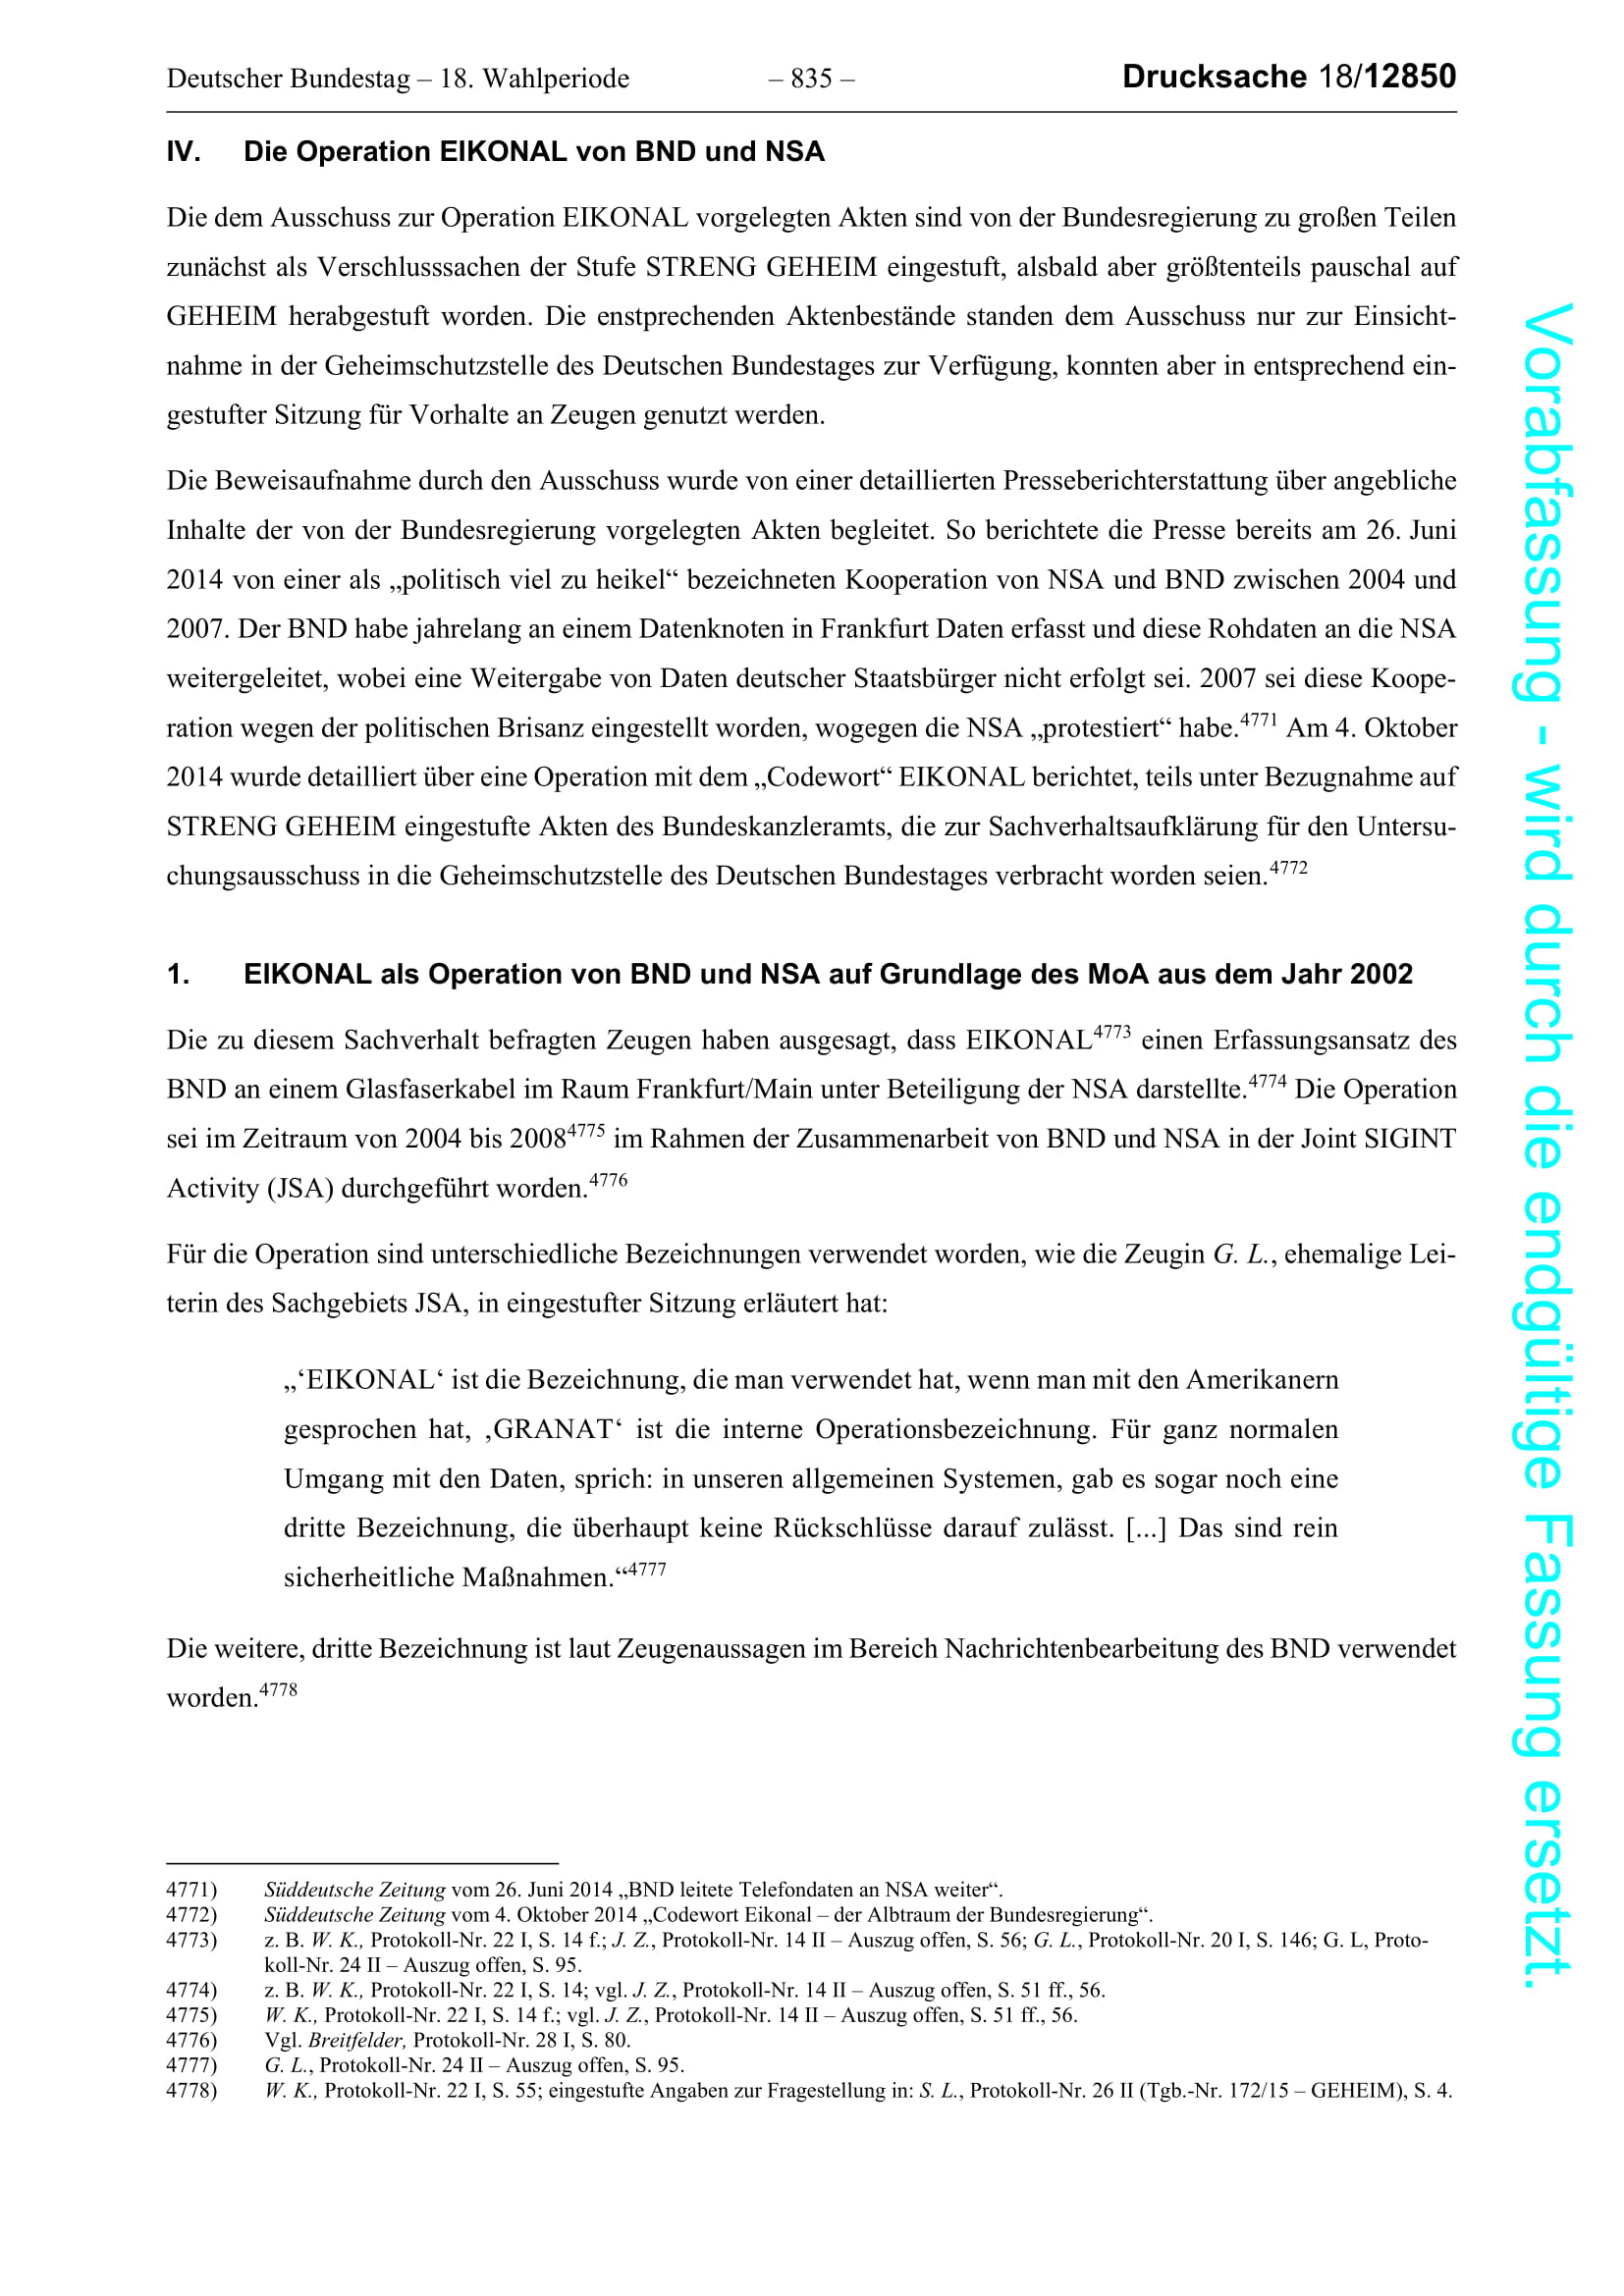 Deutscher Bundestag – 18. Wahlperiode – 835 – Drucksache 18/12850
IV. Die Operation EIKONAL von BND und NSA
Die dem Ausschuss zur Operation EIKONAL vorgelegten Akten sind von der Bundesregierung zu großen Teilen
zunächst als Verschlusssachen der Stufe STRENG GEHEIM eingestuft, alsbald aber größtenteils pauschal auf
GEHEIM herabgestuft worden. Die enstprechenden Aktenbestände standen dem Ausschuss nur zur Einsicht-
nahme in der Geheimschutzstelle des Deutschen Bundestages zur Verfügung, konnten aber in entsprechend ein-
gestufter Sitzung für Vorhalte an Zeugen genutzt werden.
Die Beweisaufnahme durch den Ausschuss wurde von einer detaillierten Presseberichterstattung über angebliche
Inhalte der von der Bundesregierung vorgelegten Akten begleitet. So berichtete die Presse bereits am 26. Juni
2014 von einer als „politisch viel zu heikel“ bezeichneten Kooperation von NSA und BND zwischen 2004 und
2007. Der BND habe jahrelang an einem Datenknoten in Frankfurt Daten erfasst und diese Rohdaten an die NSA
weitergeleitet, wobei eine Weitergabe von Daten deutscher Staatsbürger nicht erfolgt sei. 2007 sei diese Koope-
ration wegen der politischen Brisanz eingestellt worden, wogegen die NSA „protestiert“ habe.4771 Am 4. Oktober
2014 wurde detailliert über eine Operation mit dem „Codewort“ EIKONAL berichtet, teils unter Bezugnahme auf
STRENG GEHEIM eingestufte Akten des Bundeskanzleramts, die zur Sachverhaltsaufklärung für den Untersu-
chungsausschuss in die Geheimschutzstelle des Deutschen Bundestages verbracht worden seien.4772
1. EIKONAL als Operation von BND und NSA auf Grundlage des MoA aus dem Jahr 2002
Die zu diesem Sachverhalt befragten Zeugen haben ausgesagt, dass EIKONAL4773 einen Erfassungsansatz des
BND an einem Glasfaserkabel im Raum Frankfurt/Main unter Beteiligung der NSA darstellte.4774 Die Operation
sei im Zeitraum von 2004 bis 20084775 im Rahmen der Zusammenarbeit von BND und NSA in der Joint SIGINT
Activity (JSA) durchgeführt worden.4776
Für die Operation sind unterschiedliche Bezeichnungen verwendet worden, wie die Zeugin G. L., ehemalige Lei-
terin des Sachgebiets JSA, in eingestufter Sitzung erläutert hat:
„‘EIKONAL‘ ist die Bezeichnung, die man verwendet hat, wenn man mit den Amerikanern
gesprochen hat, ‚GRANAT‘ ist die interne Operationsbezeichnung. Für ganz normalen
Umgang mit den Daten, sprich: in unseren allgemeinen Systemen, gab es sogar noch eine
dritte Bezeichnung, die überhaupt keine Rückschlüsse darauf zulässt. [...] Das sind rein
sicherheitliche Maßnahmen.“4777
Die weitere, dritte Bezeichnung ist laut Zeugenaussagen im Bereich Nachrichtenbearbeitung des BND verwendet
worden.4778
4771) Süddeutsche Zeitung vom 26. Juni 2014 „BND leitete Telefondaten an NSA weiter“.
4772) Süddeutsche Zeitung vom 4. Oktober 2014 „Codewort Eikonal – der Albtraum der Bundesregierung“.
4773) z. B. W. K., Protokoll-Nr. 22 I, S. 14 f.; J. Z., Protokoll-Nr. 14 II – Auszug offen, S. 56; G. L., Protokoll-Nr. 20 I, S. 146; G. L, Proto-
koll-Nr. 24 II – Auszug offen, S. 95.
4774) z. B. W. K., Protokoll-Nr. 22 I, S. 14; vgl. J. Z., Protokoll-Nr. 14 II – Auszug offen, S. 51 ff., 56.
4775) W. K., Protokoll-Nr. 22 I, S. 14 f.; vgl. J. Z., Protokoll-Nr. 14 II – Auszug offen, S. 51 ff., 56.
4776) Vgl. Breitfelder, Protokoll-Nr. 28 I, S. 80.
4777) G. L., Protokoll-Nr. 24 II – Auszug offen, S. 95.
4778) W. K., Protokoll-Nr. 22 I, S. 55; eingestufte Angaben zur Fragestellung in: S. L., Protokoll-Nr. 26 II (Tgb.-Nr. 172/15 – GEHEIM), S. 4.
Vorabfassung - wird durch die endgültige Fassung ersetzt.